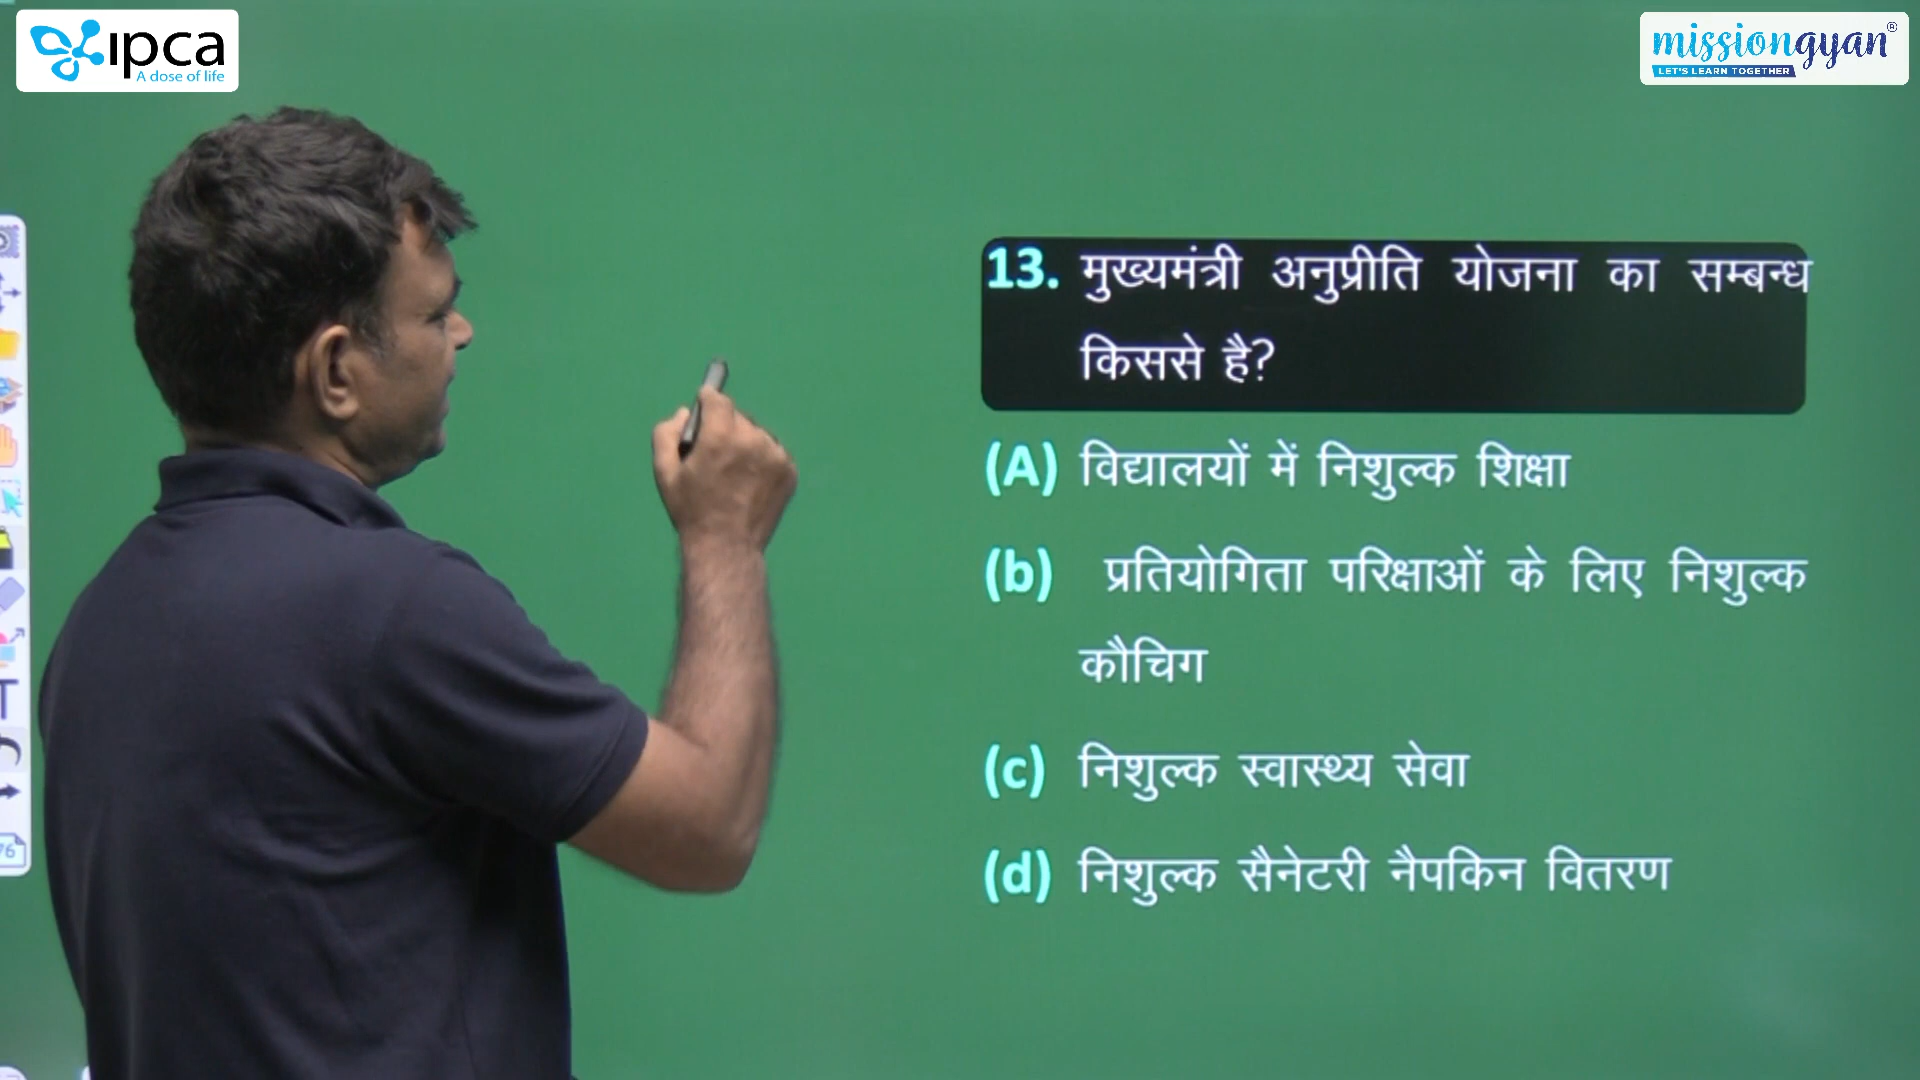 ipca
A dose of life
missiongyan®
LET'S LEARN TOGETHER
13. मुख्यमंत्री अनुप्रीति योजना का सम्बन्ध
किससे है?
(A) विद्यालयों में निशुल्क शिक्षा
(b) प्रतियोगिता परिक्षाओं के लिए निशुल्क
कौचिग
(c) निशुल्क स्वास्थ्य सेवा
(d) निशुल्क सैनेटरी नैपकिन वितरण
T
76